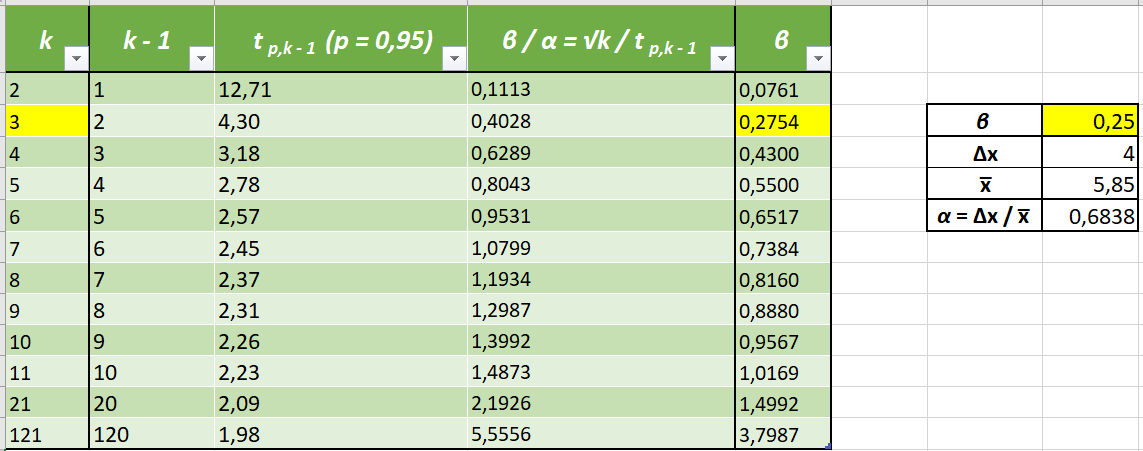 k k - 1 t p,k - 1 (p = 0,95) β / α = √k / t p,k - 1 β
2 1 12,71 0,1113 0,0761
3 2 4,30 0,4028 0,2754 β 0,25
4 3 3,18 0,6289 0,4300 Δx 4
5 4 2,78 0,8043 0,5500 x̅ 5,85
6 5 2,57 0,9531 0,6517 α = Δx / x̅ 0,6838
7 6 2,45 1,0799 0,7384
8 7 2,37 1,1934 0,8160
9 8 2,31 1,2987 0,8880
10 9 2,26 1,3992 0,9567
11 10 2,23 1,4873 1,0169
21 20 2,09 2,1926 1,4992
121 120 1,98 5,5556 3,7987